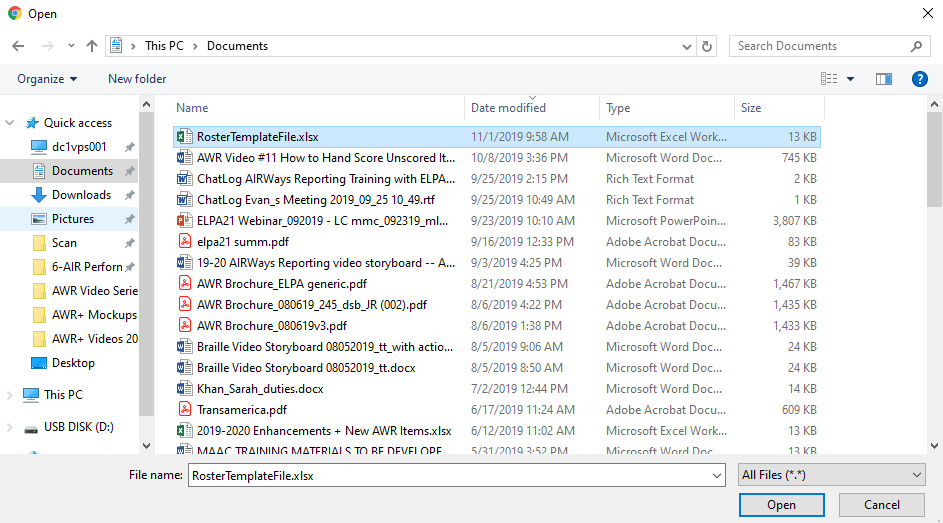 Open
This PC > Documents
Search Documents
Organize
New folder
Name Date modified Type Size
Quick access
dc1vps001
Documents
Downloads
Pictures
Scan
6-AIR Perforn
AWR Video Serie
AWR+ Mockups
AWR+ Videos 20
Desktop
This PC
USB DISK (D:)
RosterTemplateFile.xlsx 11/1/2019 9:58 AM Microsoft Excel Work... 13 KB
AWR Video #11 How to Hand Score Unscored It... 10/8/2019 3:36 PM Microsoft Word Doc... 745 KB
ChatLog AIRWays Reporting Training with ELPA... 9/25/2019 2:15 PM Rich Text Format 2 KB
ChatLog Evan_s Meeting 2019_09_25 10_49.rtf 9/25/2019 10:49 AM Rich Text Format 1 KB
ELPA21 Webinar_092019 - LC mmc_092319_ml... 9/23/2019 10:10 AM Microsoft PowerPoin... 3,807 KB
elpa21 summ.pdf 9/16/2019 12:33 PM Adobe Acrobat Docu... 83 KB
19-20 AIRWays Reporting video storyboard -- A... 9/3/2019 4:25 PM Microsoft Word Doc... 39 KB
AWR Brochure_ELPA generic.pdf 8/21/2019 4:53 PM Adobe Acrobat Docu... 1,467 KB
AWR Brochure_080619_245_dsb_JR (002).pdf 8/6/2019 4:22 PM Adobe Acrobat Docu... 1,435 KB
AWR Brochure_080619v3.pdf 8/6/2019 1:38 PM Adobe Acrobat Docu... 1,433 KB
Braille Video Storyboard 08052019_tt_with actio... 8/5/2019 9:06 AM Microsoft Word Doc... 24 KB
Braille Video Storyboard 08052019_tt.docx 8/5/2019 8:50 AM Microsoft Word Doc... 24 KB
Khan_Sarah_duties.docx 7/2/2019 12:44 PM Microsoft Word Doc... 14 KB
Transamerica.pdf 6/17/2019 11:24 AM Adobe Acrobat Docu... 609 KB
2019-2020 Enhancements + New AWR Items.xlsx 6/12/2019 11:02 AM Microsoft Excel Work... 13 KB
MAAC TRAINING MATERIALS TO BE DEVELOPE... 5/31/2019 3:52 PM Microsoft Word Doc... 13 KB
File name: RosterTemplateFile.xlsx
All Files (*.*)
Open Cancel